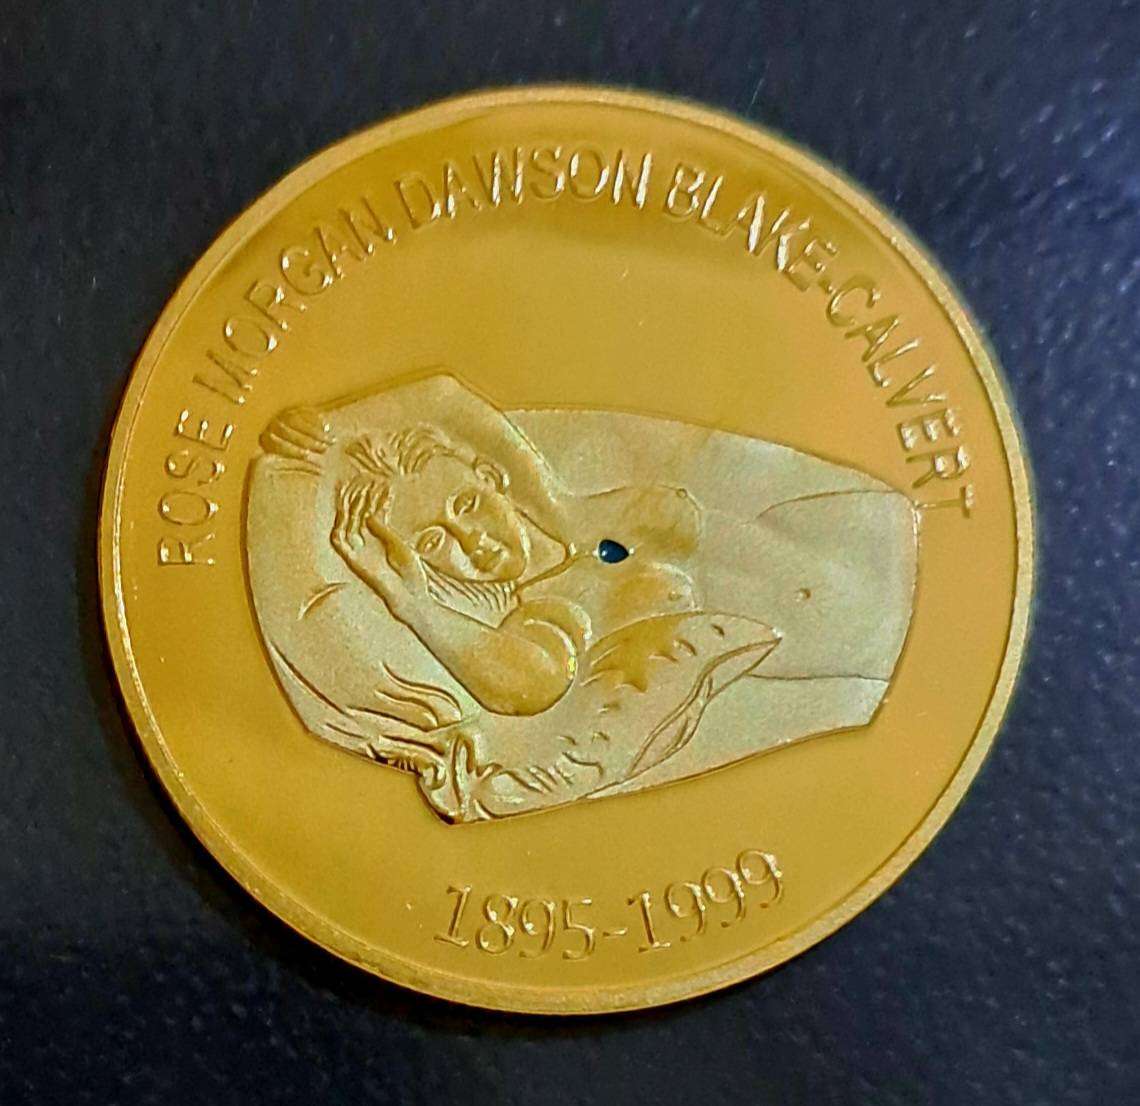 ROSE MORGAN DAWSON BLAKE-CALVERT
1895-1999